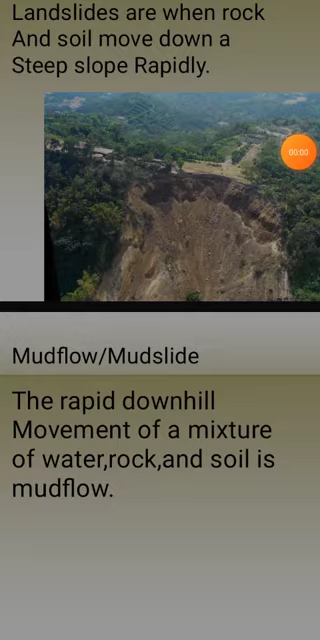 Landslides are when rock
And soil move down a
Steep slope Rapidly.
00:00
Mudflow/Mudslide
The rapid downhill
Movement of a mixture
of water,rock,and soil is
mudflow.